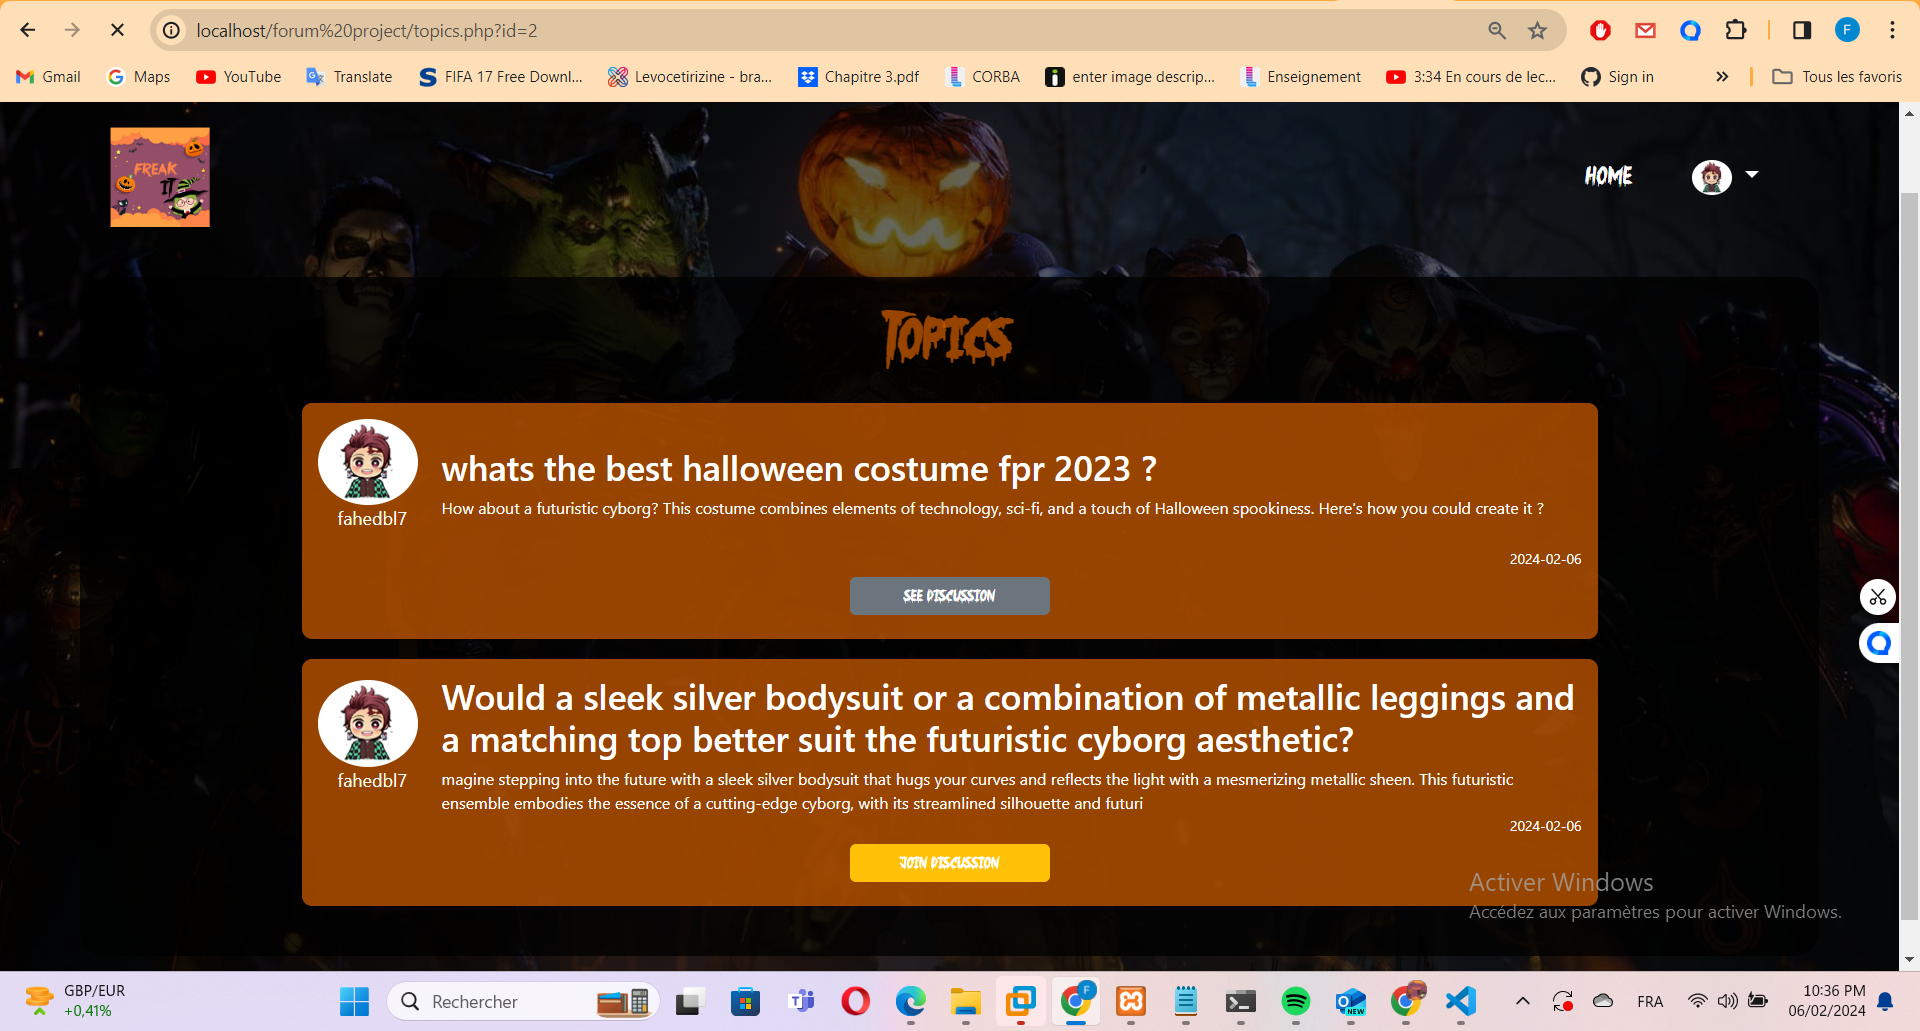 localhost/forum%20project/topics.php?id=2
F
Gmail
Maps
YouTube
Translate
FIFA 17 Free Downl...
Levocetirizine - bra...
Chapitre 3.pdf
CORBA
enter image descrip...
Enseignement
3:34 En cours de lec...
Sign in
Tous les favoris
FREAK
IT
HOME
TOPICS
whats the best halloween costume fpr 2023 ?
How about a futuristic cyborg? This costume combines elements of technology, sci-fi, and a touch of Halloween spookiness. Here's how you could create it ?
fahedbl7
2024-02-06
SEE DISCUSSION
Would a sleek silver bodysuit or a combination of metallic leggings and
a matching top better suit the futuristic cyborg aesthetic?
magine stepping into the future with a sleek silver bodysuit that hugs your curves and reflects the light with a mesmerizing metallic sheen. This futuristic
ensemble embodies the essence of a cutting-edge cyborg, with its streamlined silhouette and futuri
fahedbl7
2024-02-06
JOIN DISCUSSION
Activer Windows
Accédez aux paramètres pour activer Windows.
GBP/EUR
+0,41%
Rechercher
F
NEW
FRA
10:36 PM
06/02/2024